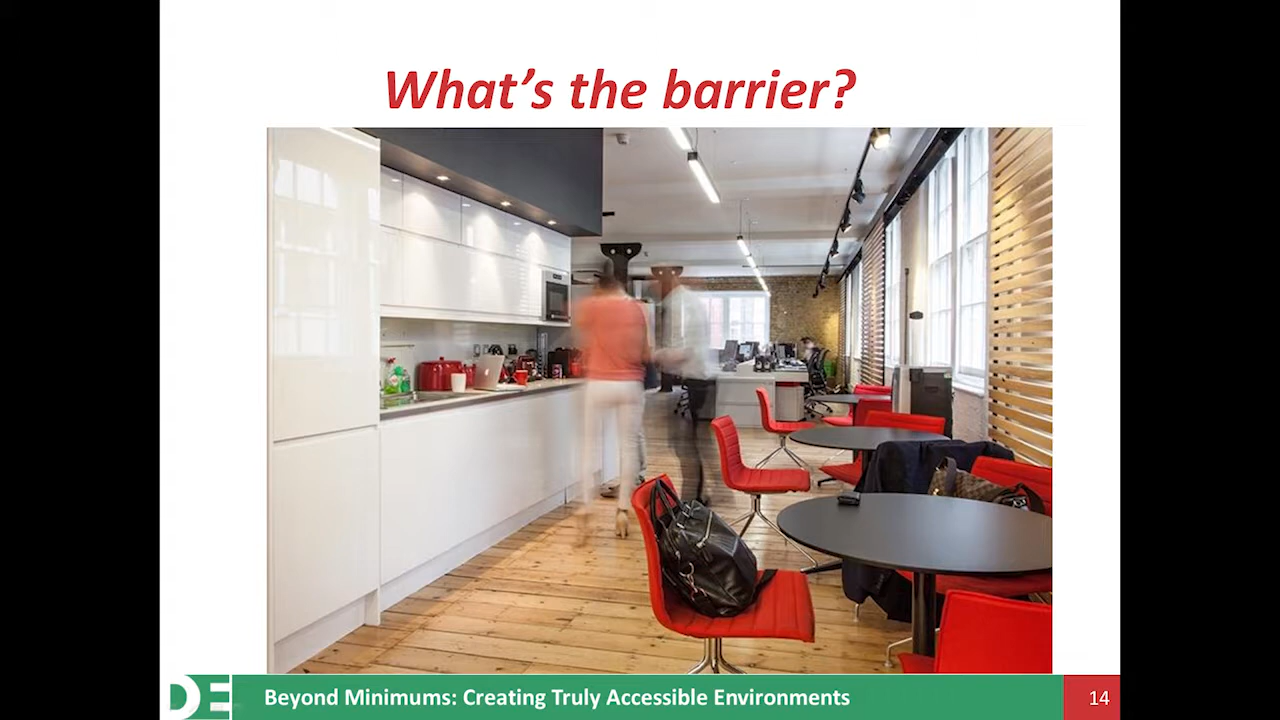 What's the barrier?
DE
Beyond Minimums: Creating Truly Accessible Environments
14